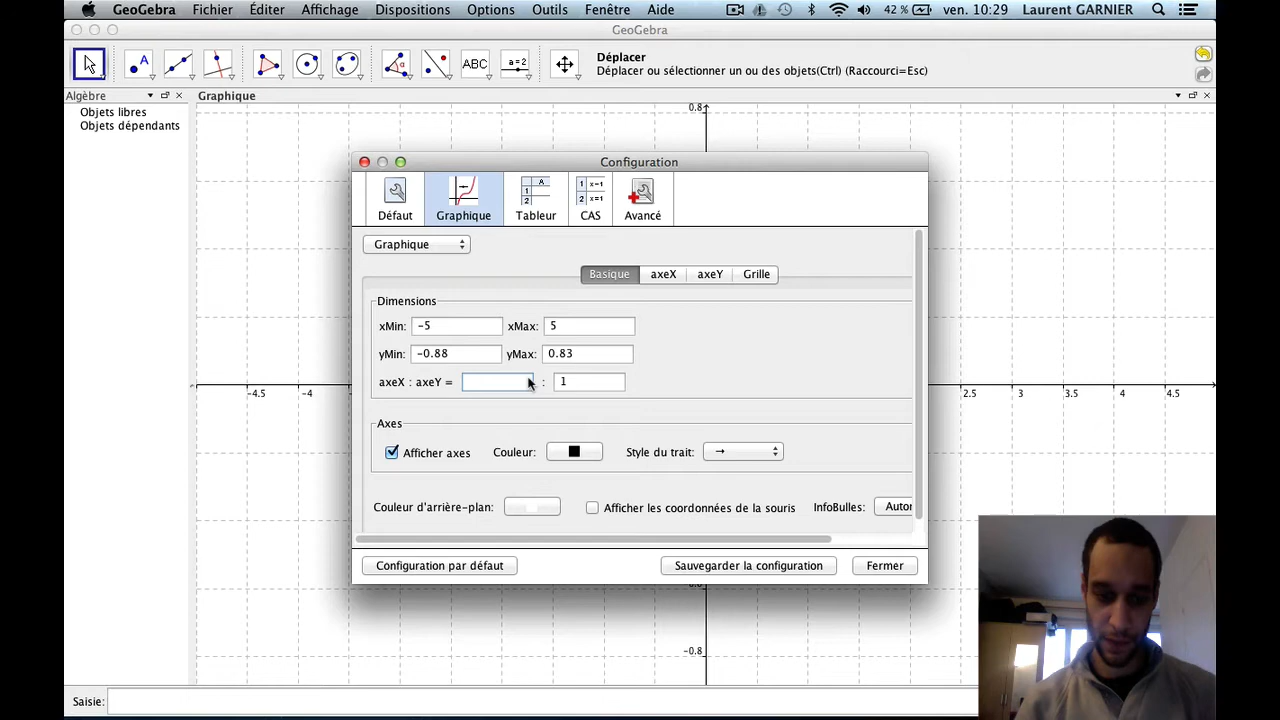 GeoGebra Fichier Éditer Affichage Dispositions Options Outils Fenêtre Aide 42 % ven. 10:29 Laurent GARNIER
GeoGebra
A ABC a=2 Déplacer
Déplacer ou sélectionner un ou des objets(Ctrl) (Raccourci=Esc)
Algèbre Graphique
Objets libres
Objets dépendants
0.8
Configuration
Défaut Graphique Tableur CAS Avancé
Graphique
Basique axeX axeY Grille
Dimensions
xMin: -5 xMax: 5
yMin: -0.88 yMax: 0.83
axeX : axeY = : 1
-4.5 -4 2.5 3 3.5 4 4.5
Axes
Afficher axes Couleur: Style du trait:
Couleur d'arrière-plan: Afficher les coordonnées de la souris InfoBulles: Autor
Configuration par défaut Sauvegarder la configuration Fermer
-0.8
Saisie: